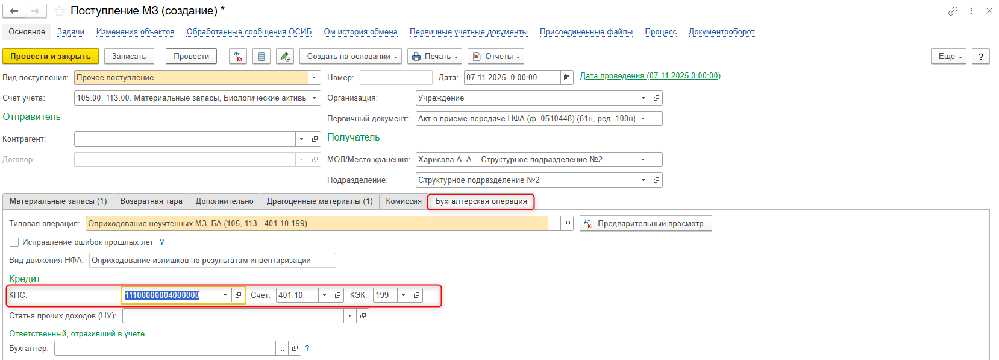 Поступление МЗ (создание) *
Основное Задачи Изменения объектов Обработанные сообщения ОСИБ Ом история обмена Первичные учетные документы Присоединенные файлы Процесс Документооборот
Провести и закрыть Записать Провести Дт Кт Создать на основании Печать Отчеты Еще ?
Вид поступления: Прочее поступление Номер: Дата: 07.11.2025 0:00:00 Дата проведения (07.11.2025 0:00:00)
Счет учета: 105.00, 113.00. Материальные запасы, Биологические активы Организация: Учреждение
Отправитель Первичный документ: Акт о приеме-передаче НФА (ф. 0510448) (61н, ред. 100н)
Контрагент: Получатель
Договор: МОЛ/Место хранения: Харисова А. А. - Структурное подразделение №2
Подразделение: Структурное подразделение №2
Материальные запасы (1) Возвратная тара Дополнительно Драгоценные материалы (1) Комиссия Бухгалтерская операция
Типовая операция: Оприходование неучтенных МЗ, БА (105, 113 - 401.10.199) ... Дт Кт Предварительный просмотр
Исправление ошибок прошлых лет ?
Вид движения НФА: Оприходование излишков по результатам инвентаризации
Кредит
КПС: 11100000004000000 Счет: 401.10 КЭК: 199
Статья прочих доходов (НУ):
Ответственный, отразивший в учете
Бухгалтер: ... ?